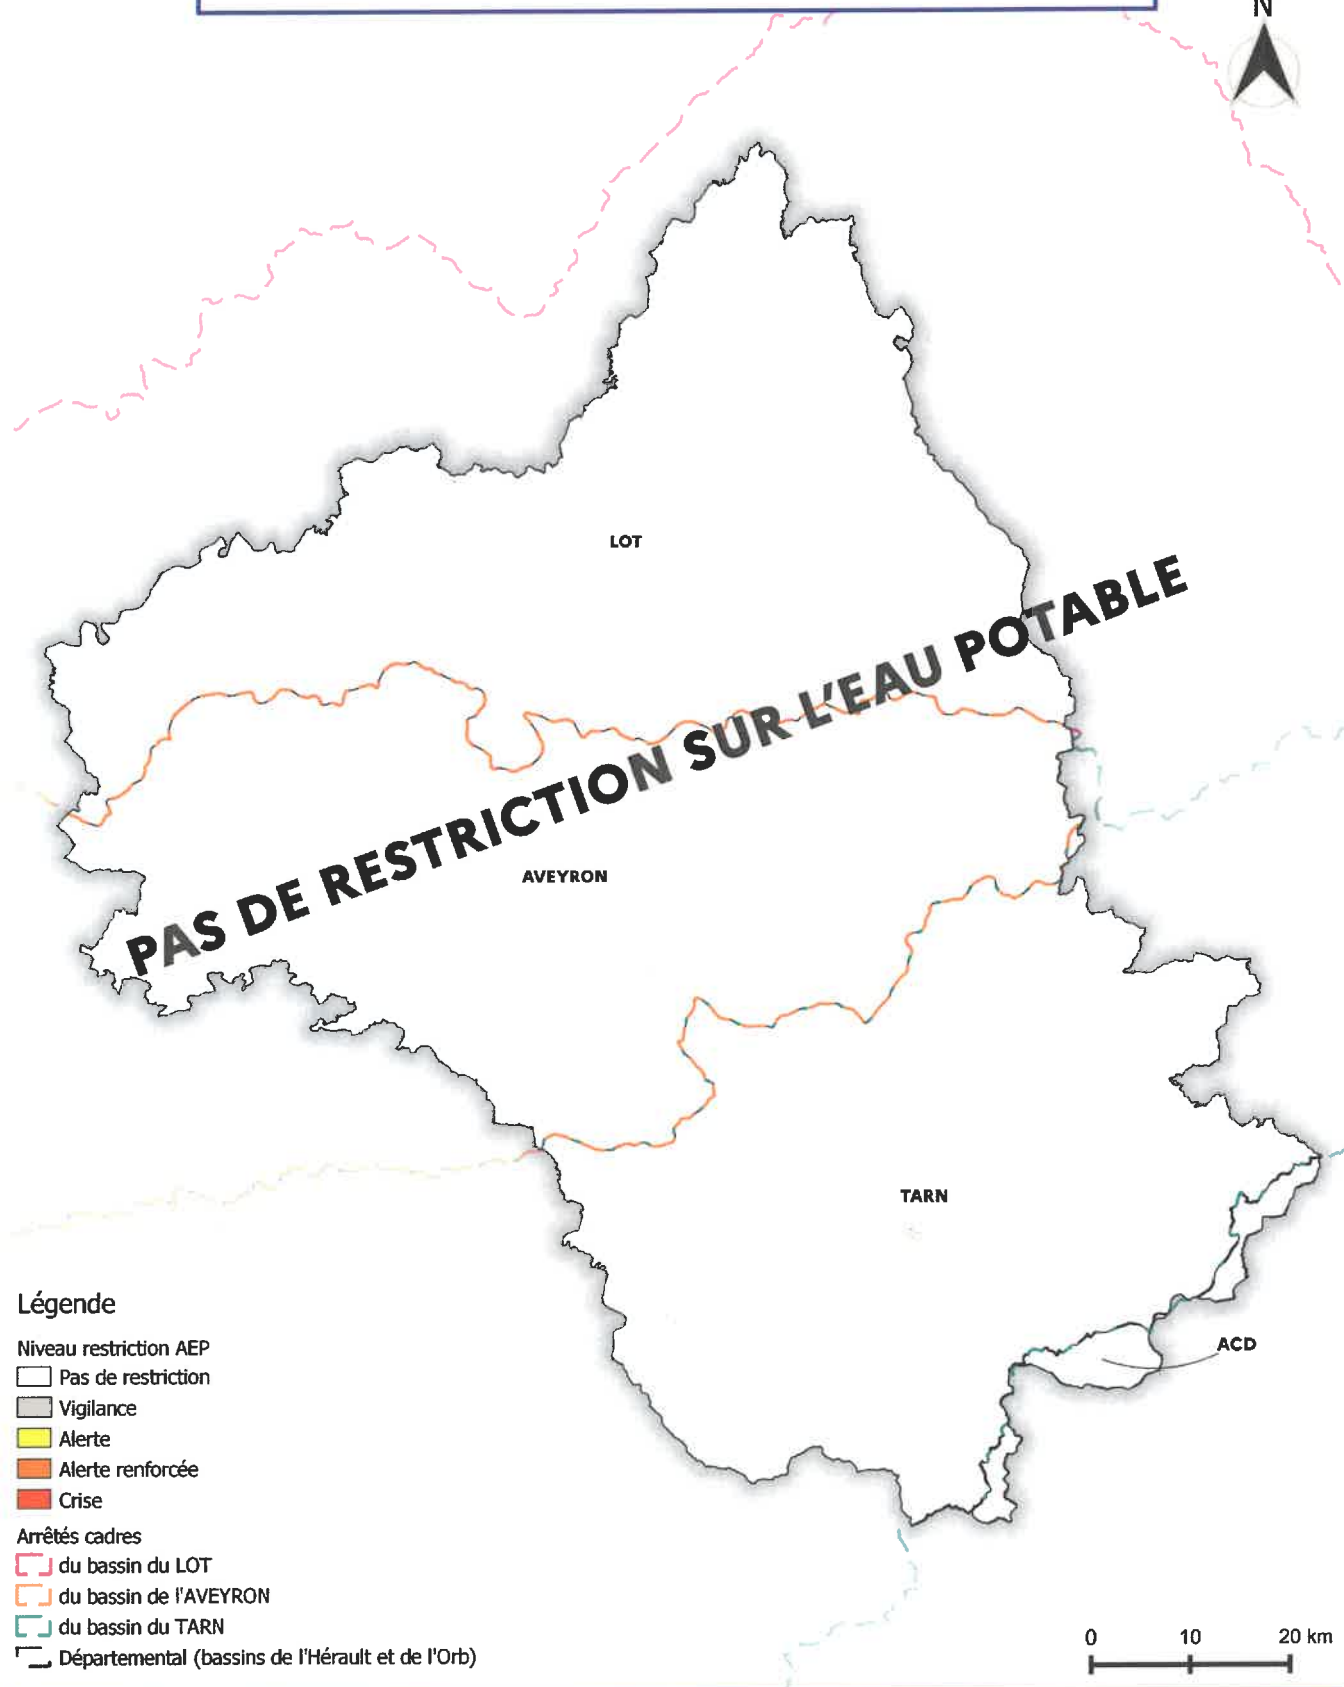 N
LOT
PAS DE RESTRICTION SUR L'EAU POTABLE
AVEYRON
TARN
ACD
Légende
Niveau restriction AEP
Pas de restriction
Vigilance
Alerte
Alerte renforcée
Crise
Arrêtés cadres
du bassin du LOT
du bassin de l'AVEYRON
du bassin du TARN
Départemental (bassins de l'Hérault et de l'Orb)
0 10 20 km